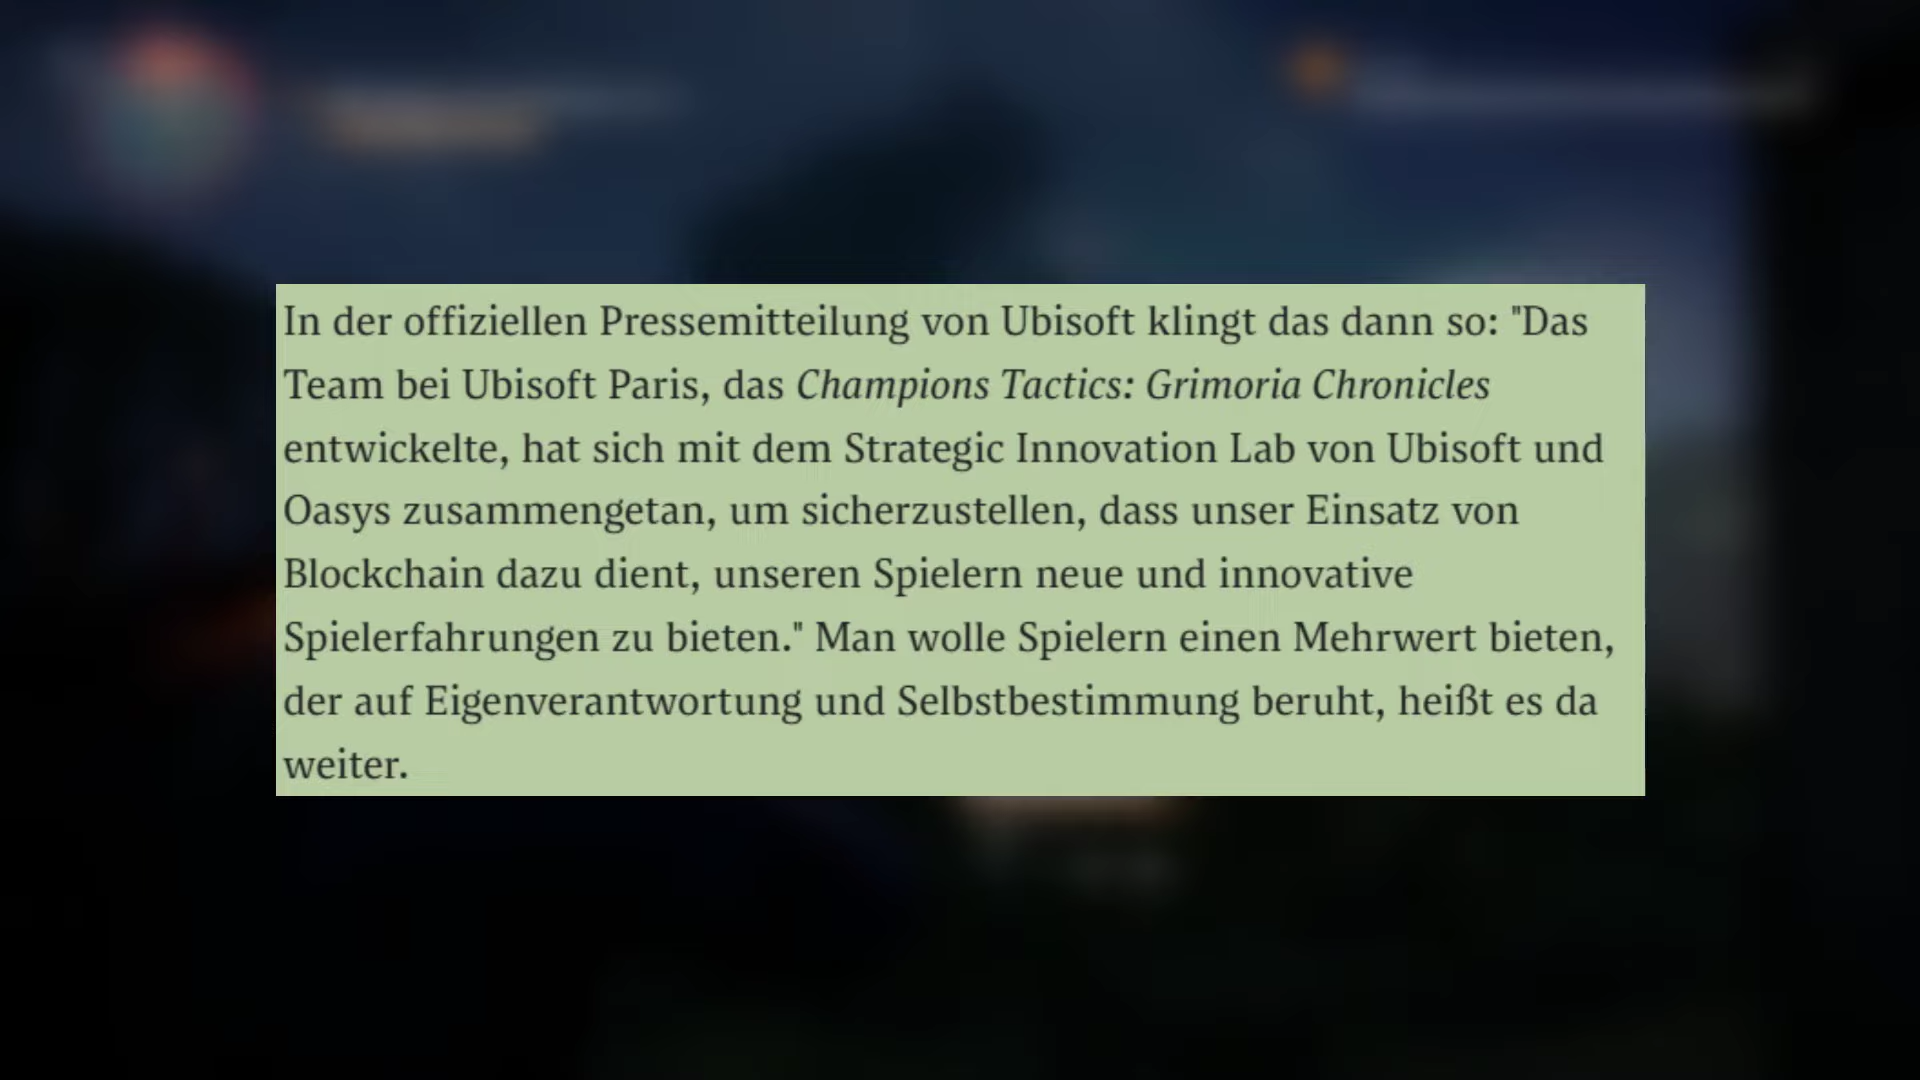 In der offiziellen Pressemitteilung von Ubisoft klingt das dann so: "Das
Team bei Ubisoft Paris, das Champions Tactics: Grimoria Chronicles
entwickelte, hat sich mit dem Strategic Innovation Lab von Ubisoft und
Oasys zusammengetan, um sicherzustellen, dass unser Einsatz von
Blockchain dazu dient, unseren Spielern neue und innovative
Spielerfahrungen zu bieten." Man wolle Spielern einen Mehrwert bieten,
der auf Eigenverantwortung und Selbstbestimmung beruht, heißt es da
weiter.